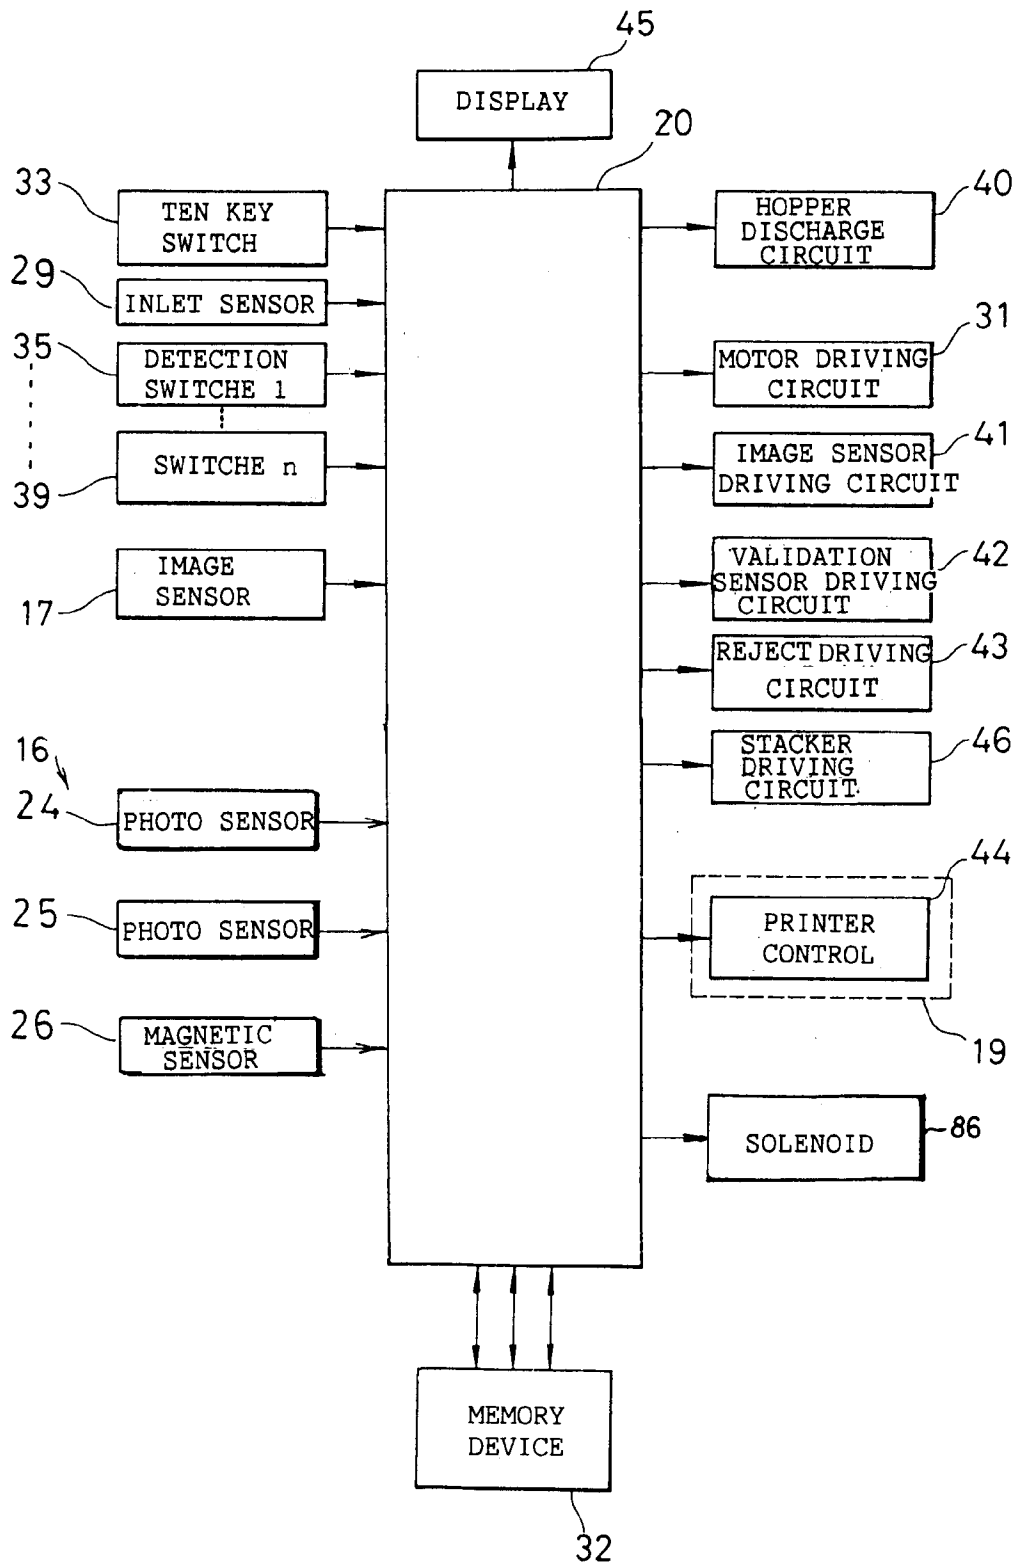 45
DISPLAY
20
33
TEN KEY
SWITCH
40
HOPPER
DISCHARGE
CIRCUIT
29
INLET SENSOR
35
DETECTION
SWITCHE 1
31
MOTOR DRIVING
CIRCUIT
39
SWITCHE n
41
IMAGE SENSOR
DRIVING CIRCUIT
17
IMAGE
SENSOR
42
VALIDATION
SENSOR DRIVING
CIRCUIT
43
REJECT DRIVING
CIRCUIT
16
46
STACKER
DRIVING
CIRCUIT
24
PHOTO SENSOR
44
25
PHOTO SENSOR
PRINTER
CONTROL
26
MAGNETIC
SENSOR
19
86
SOLENOID
MEMORY
DEVICE
32